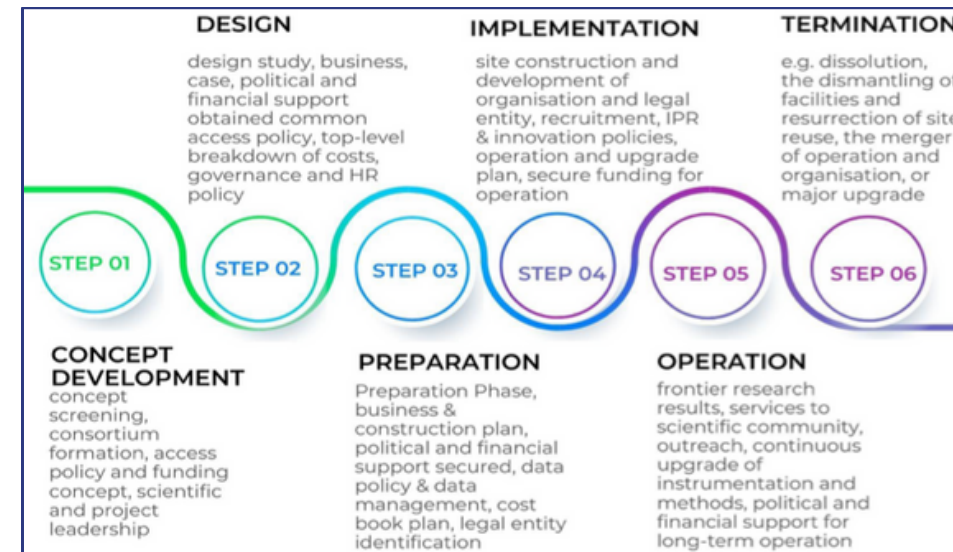 DESIGN
design study, business,
case, political and
financial support
obtained common
access policy, top-level
breakdown of costs,
governance and HR
policy
IMPLEMENTATION
site construction and
development of
organisation and legal
entity, recruitment, IPR
& innovation policies,
operation and upgrade
plan, secure funding for
operation
TERMINATION
e.g. dissolution,
the dismantling of
facilities and
resurrection of site
reuse, the merger
of operation and
organisation, or
major upgrade
STEP 01
STEP 02
STEP 03
STEP 04
STEP 05
STEP 06
CONCEPT
DEVELOPMENT
concept
screening,
consortium
formation, access
policy and funding
concept, scientific
and project
leadership
PREPARATION
Preparation Phase,
business &
construction plan,
political and financial
support secured, data
policy & data
management, cost
book plan, legal entity
identification
OPERATION
frontier research
results, services to
scientific community,
outreach, continuous
upgrade of
instrumentation and
methods, political and
financial support for
long-term operation